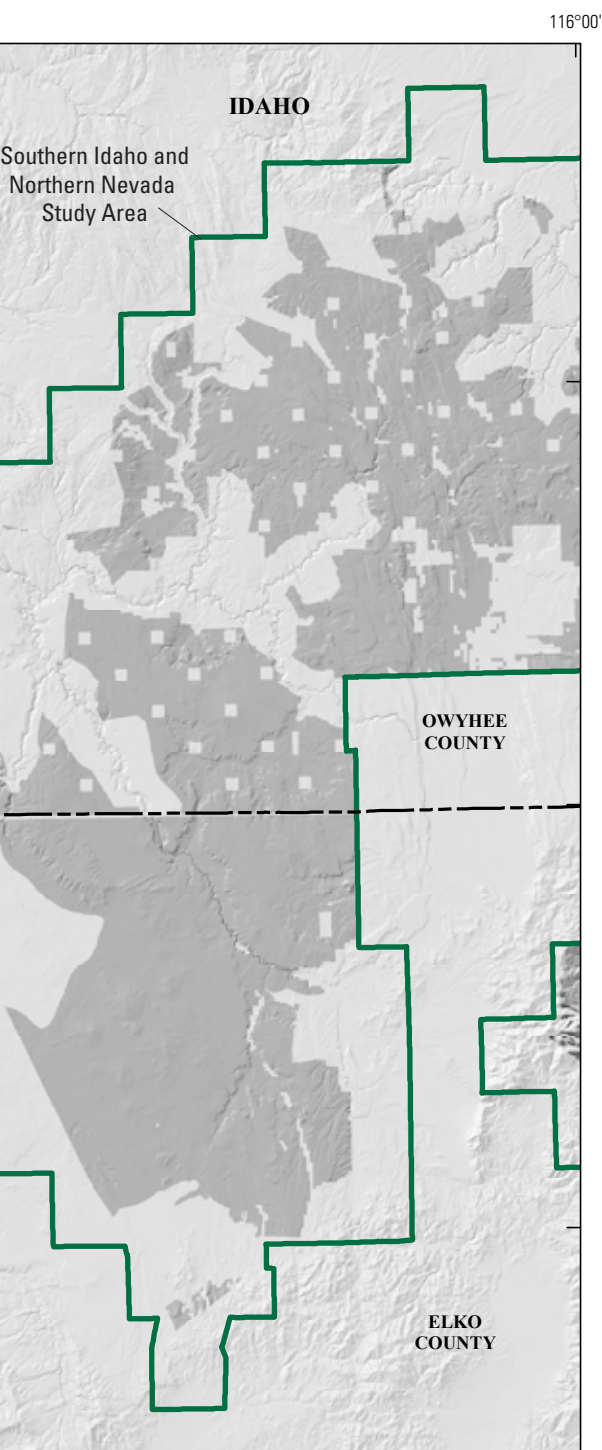 116°00'
IDAHO
Southern Idaho and
Northern Nevada
Study Area
OWYHEE
COUNTY
ELKO
COUNTY